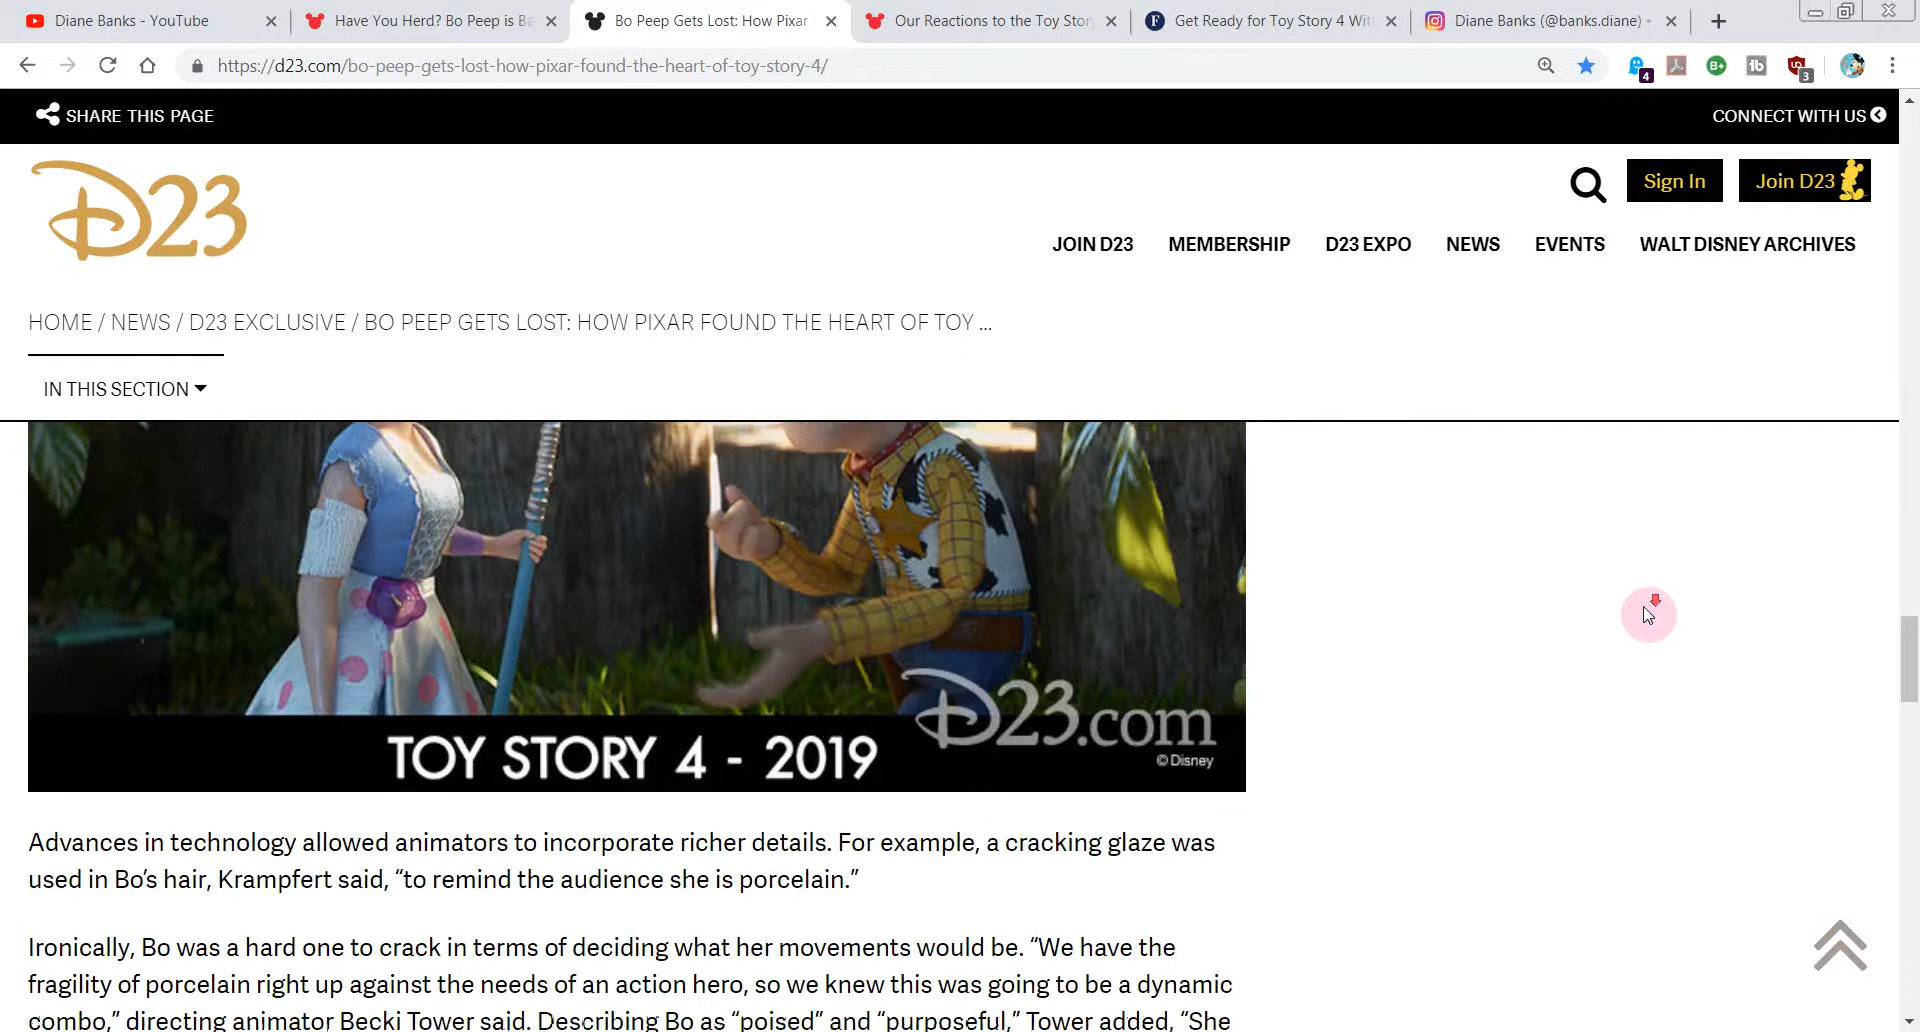 Diane Banks - YouTube
Have You Herd? Bo Peep is Ba
Bo Peep Gets Lost: How Pixar
Our Reactions to the Toy Stor
Get Ready for Toy Story 4 Wit
Diane Banks (@banks.diane) •
https://d23.com/bo-peep-gets-lost-how-pixar-found-the-heart-of-toy-story-4/
4
B+
tb
3
SHARE THIS PAGE
CONNECT WITH US
D23
Sign In
Join D23
JOIN D23
MEMBERSHIP
D23 EXPO
NEWS
EVENTS
WALT DISNEY ARCHIVES
HOME / NEWS / D23 EXCLUSIVE / BO PEEP GETS LOST: HOW PIXAR FOUND THE HEART OF TOY ...
IN THIS SECTION
D23.com
© Disney
TOY STORY 4 - 2019
Advances in technology allowed animators to incorporate richer details. For example, a cracking glaze was
used in Bo’s hair, Krampfert said, “to remind the audience she is porcelain.”
Ironically, Bo was a hard one to crack in terms of deciding what her movements would be. “We have the
fragility of porcelain right up against the needs of an action hero, so we knew this was going to be a dynamic
combo,” directing animator Becki Tower said. Describing Bo as “poised” and “purposeful,” Tower added, “She